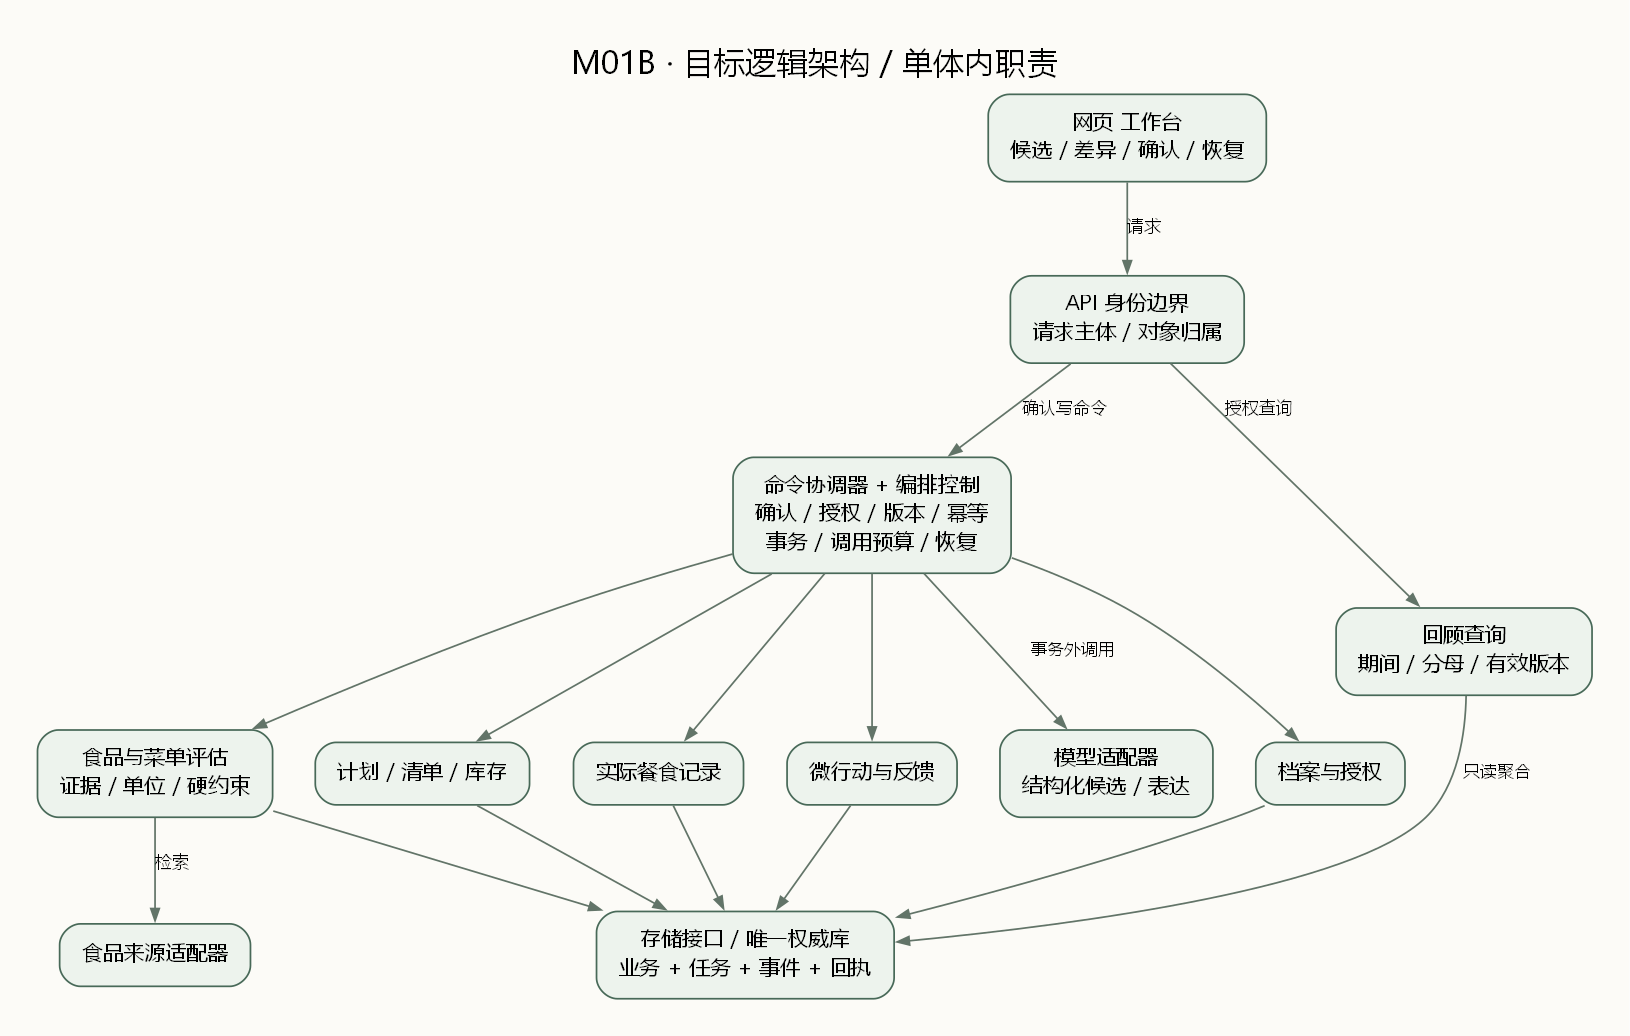 M01B · 目标逻辑架构 / 单体内职责
网页 工作台
候选 / 差异 / 确认 / 恢复
请求
API 身份边界
请求主体 / 对象归属
确认写命令
授权查询
命令协调器 + 编排控制
确认 / 授权 / 版本 / 幂等
事务 / 调用预算 / 恢复
事务外调用
回顾查询
期间 / 分母 / 有效版本
食品与菜单评估
证据 / 单位 / 硬约束
计划 / 清单 / 库存
实际餐食记录
微行动与反馈
模型适配器
结构化候选 / 表达
档案与授权
只读聚合
检索
食品来源适配器
存储接口 / 唯一权威库
业务 + 任务 + 事件 + 回执